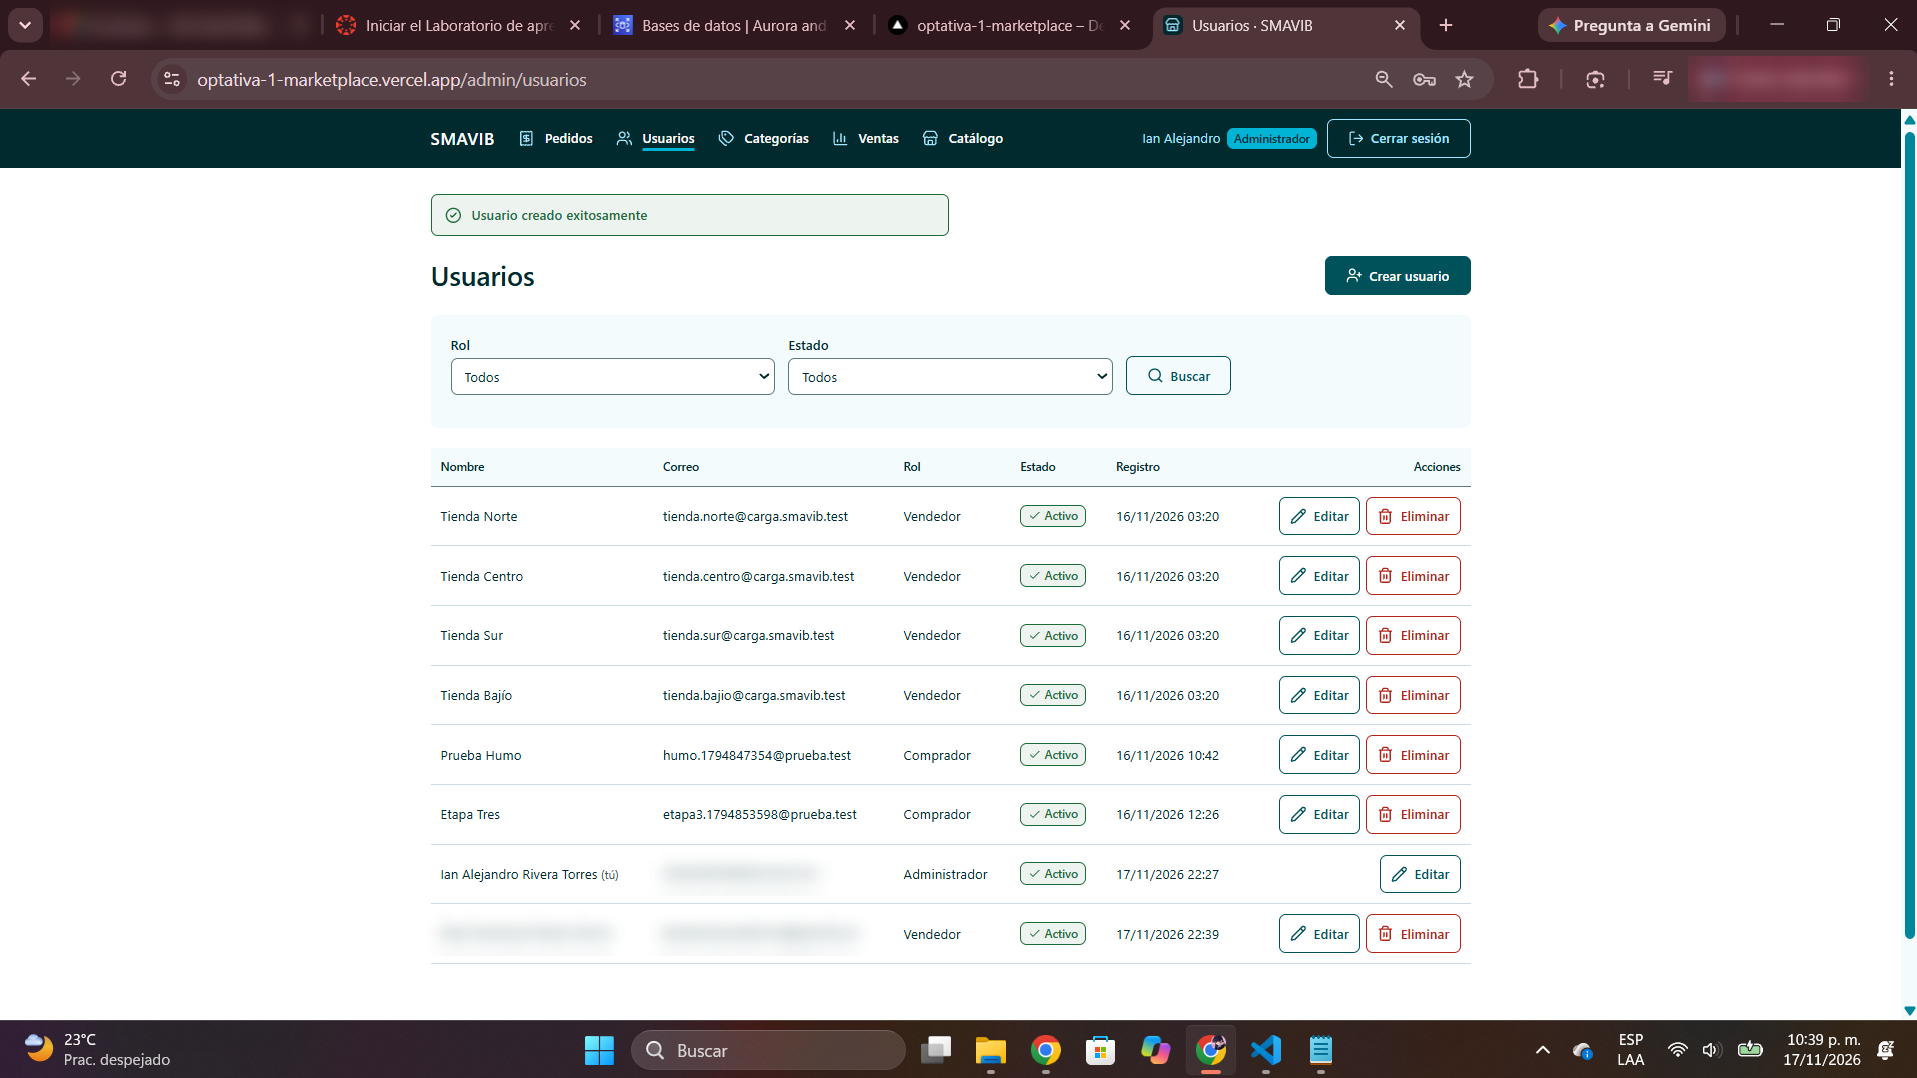 Iniciar el Laboratorio de apre
Bases de datos | Aurora and
optativa-1-marketplace – De
Usuarios · SMAVIB
Pregunta a Gemini
optativa-1-marketplace.vercel.app/admin/usuarios
SMAVIB Pedidos Usuarios Categorías Ventas Catálogo Ian Alejandro Administrador Cerrar sesión
Usuario creado exitosamente
Usuarios
Crear usuario
Rol Estado
Todos Todos Buscar
Nombre Correo Rol Estado Registro Acciones
Tienda Norte tienda.norte@carga.smavib.test Vendedor Activo 16/11/2026 03:20 Editar Eliminar
Tienda Centro tienda.centro@carga.smavib.test Vendedor Activo 16/11/2026 03:20 Editar Eliminar
Tienda Sur tienda.sur@carga.smavib.test Vendedor Activo 16/11/2026 03:20 Editar Eliminar
Tienda Bajío tienda.bajio@carga.smavib.test Vendedor Activo 16/11/2026 03:20 Editar Eliminar
Prueba Humo humo.1794847354@prueba.test Comprador Activo 16/11/2026 10:42 Editar Eliminar
Etapa Tres etapa3.1794853598@prueba.test Comprador Activo 16/11/2026 12:26 Editar Eliminar
Ian Alejandro Rivera Torres (tú) Administrador Activo 17/11/2026 22:27 Editar
Vendedor Activo 17/11/2026 22:39 Editar Eliminar
23°C
Prac. despejado
Buscar
ESP
LAA
10:39 p. m.
17/11/2026